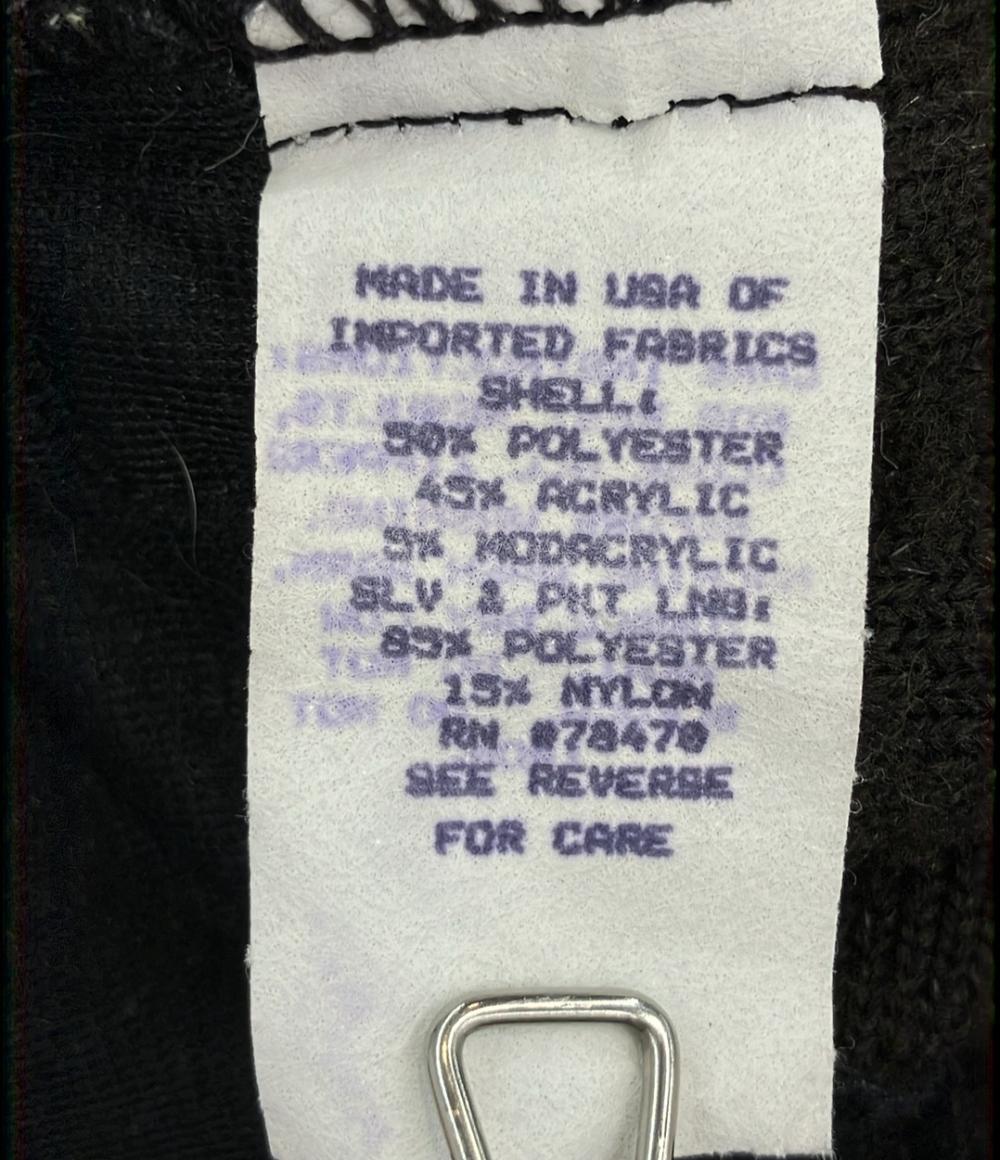 MADE IN USA OF
IMPORTED FABRICS
SHELL:
50% POLYESTER
45% ACRYLIC
5% MODACRYLIC
SLV & PKT LNG:
85% POLYESTER
15% NYLON
RN #78470
SEE REVERSE
FOR CARE